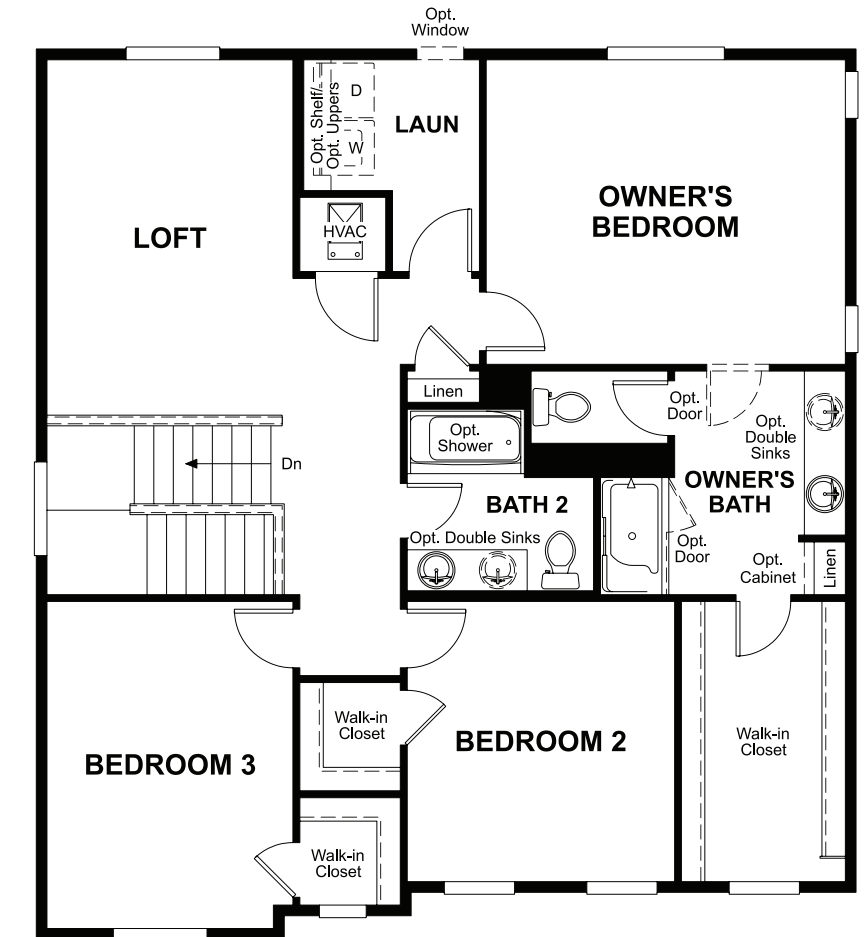 Opt.
Window
Opt. Shelf/
Opt. Uppers
D
W
LAUN
OWNER'S
BEDROOM
LOFT
HVAC
Linen
Opt.
Door
Opt.
Shower
Opt.
Double
Sinks
Dn
OWNER'S
BATH
BATH 2
Opt. Double Sinks
Opt.
Door
Opt.
Cabinet
Linen
Walk-in
Closet
BEDROOM 2
Walk-in
Closet
BEDROOM 3
Walk-in
Closet